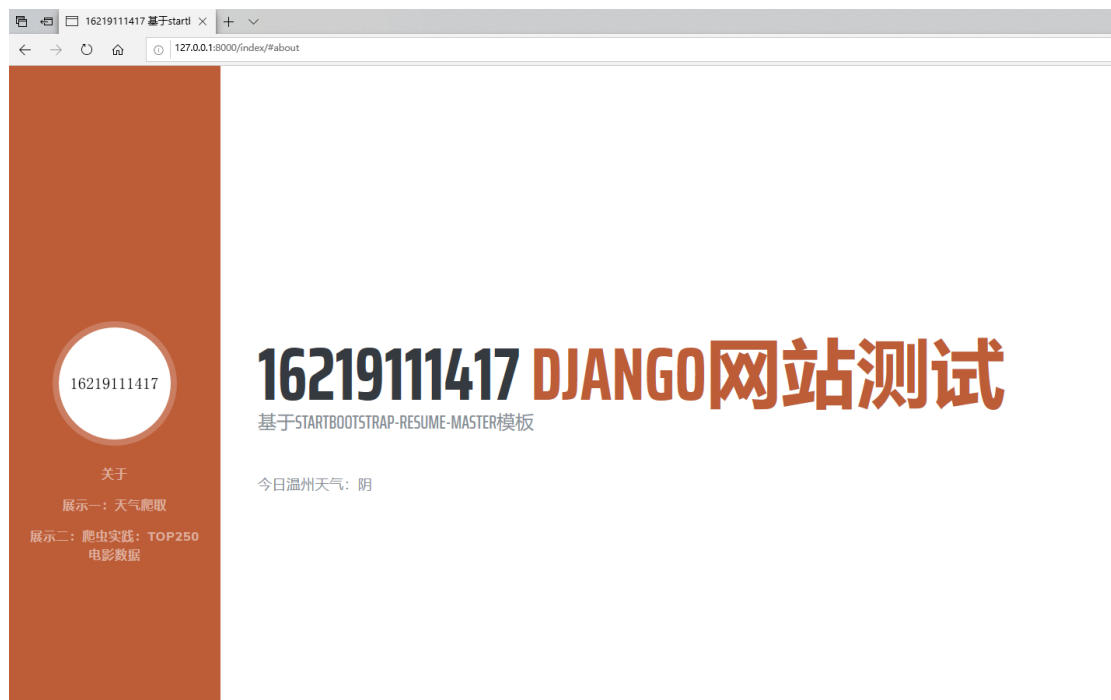 16219111417 基于startl
127.0.0.1:8000/index/#about
16219111417
关于
展示一：天气爬取
展示二：爬虫实践：TOP250
电影数据
16219111417 DJANGO网站测试
基于STARTBOOTSTRAP-RESUME-MASTER模板
今日温州天气：阴